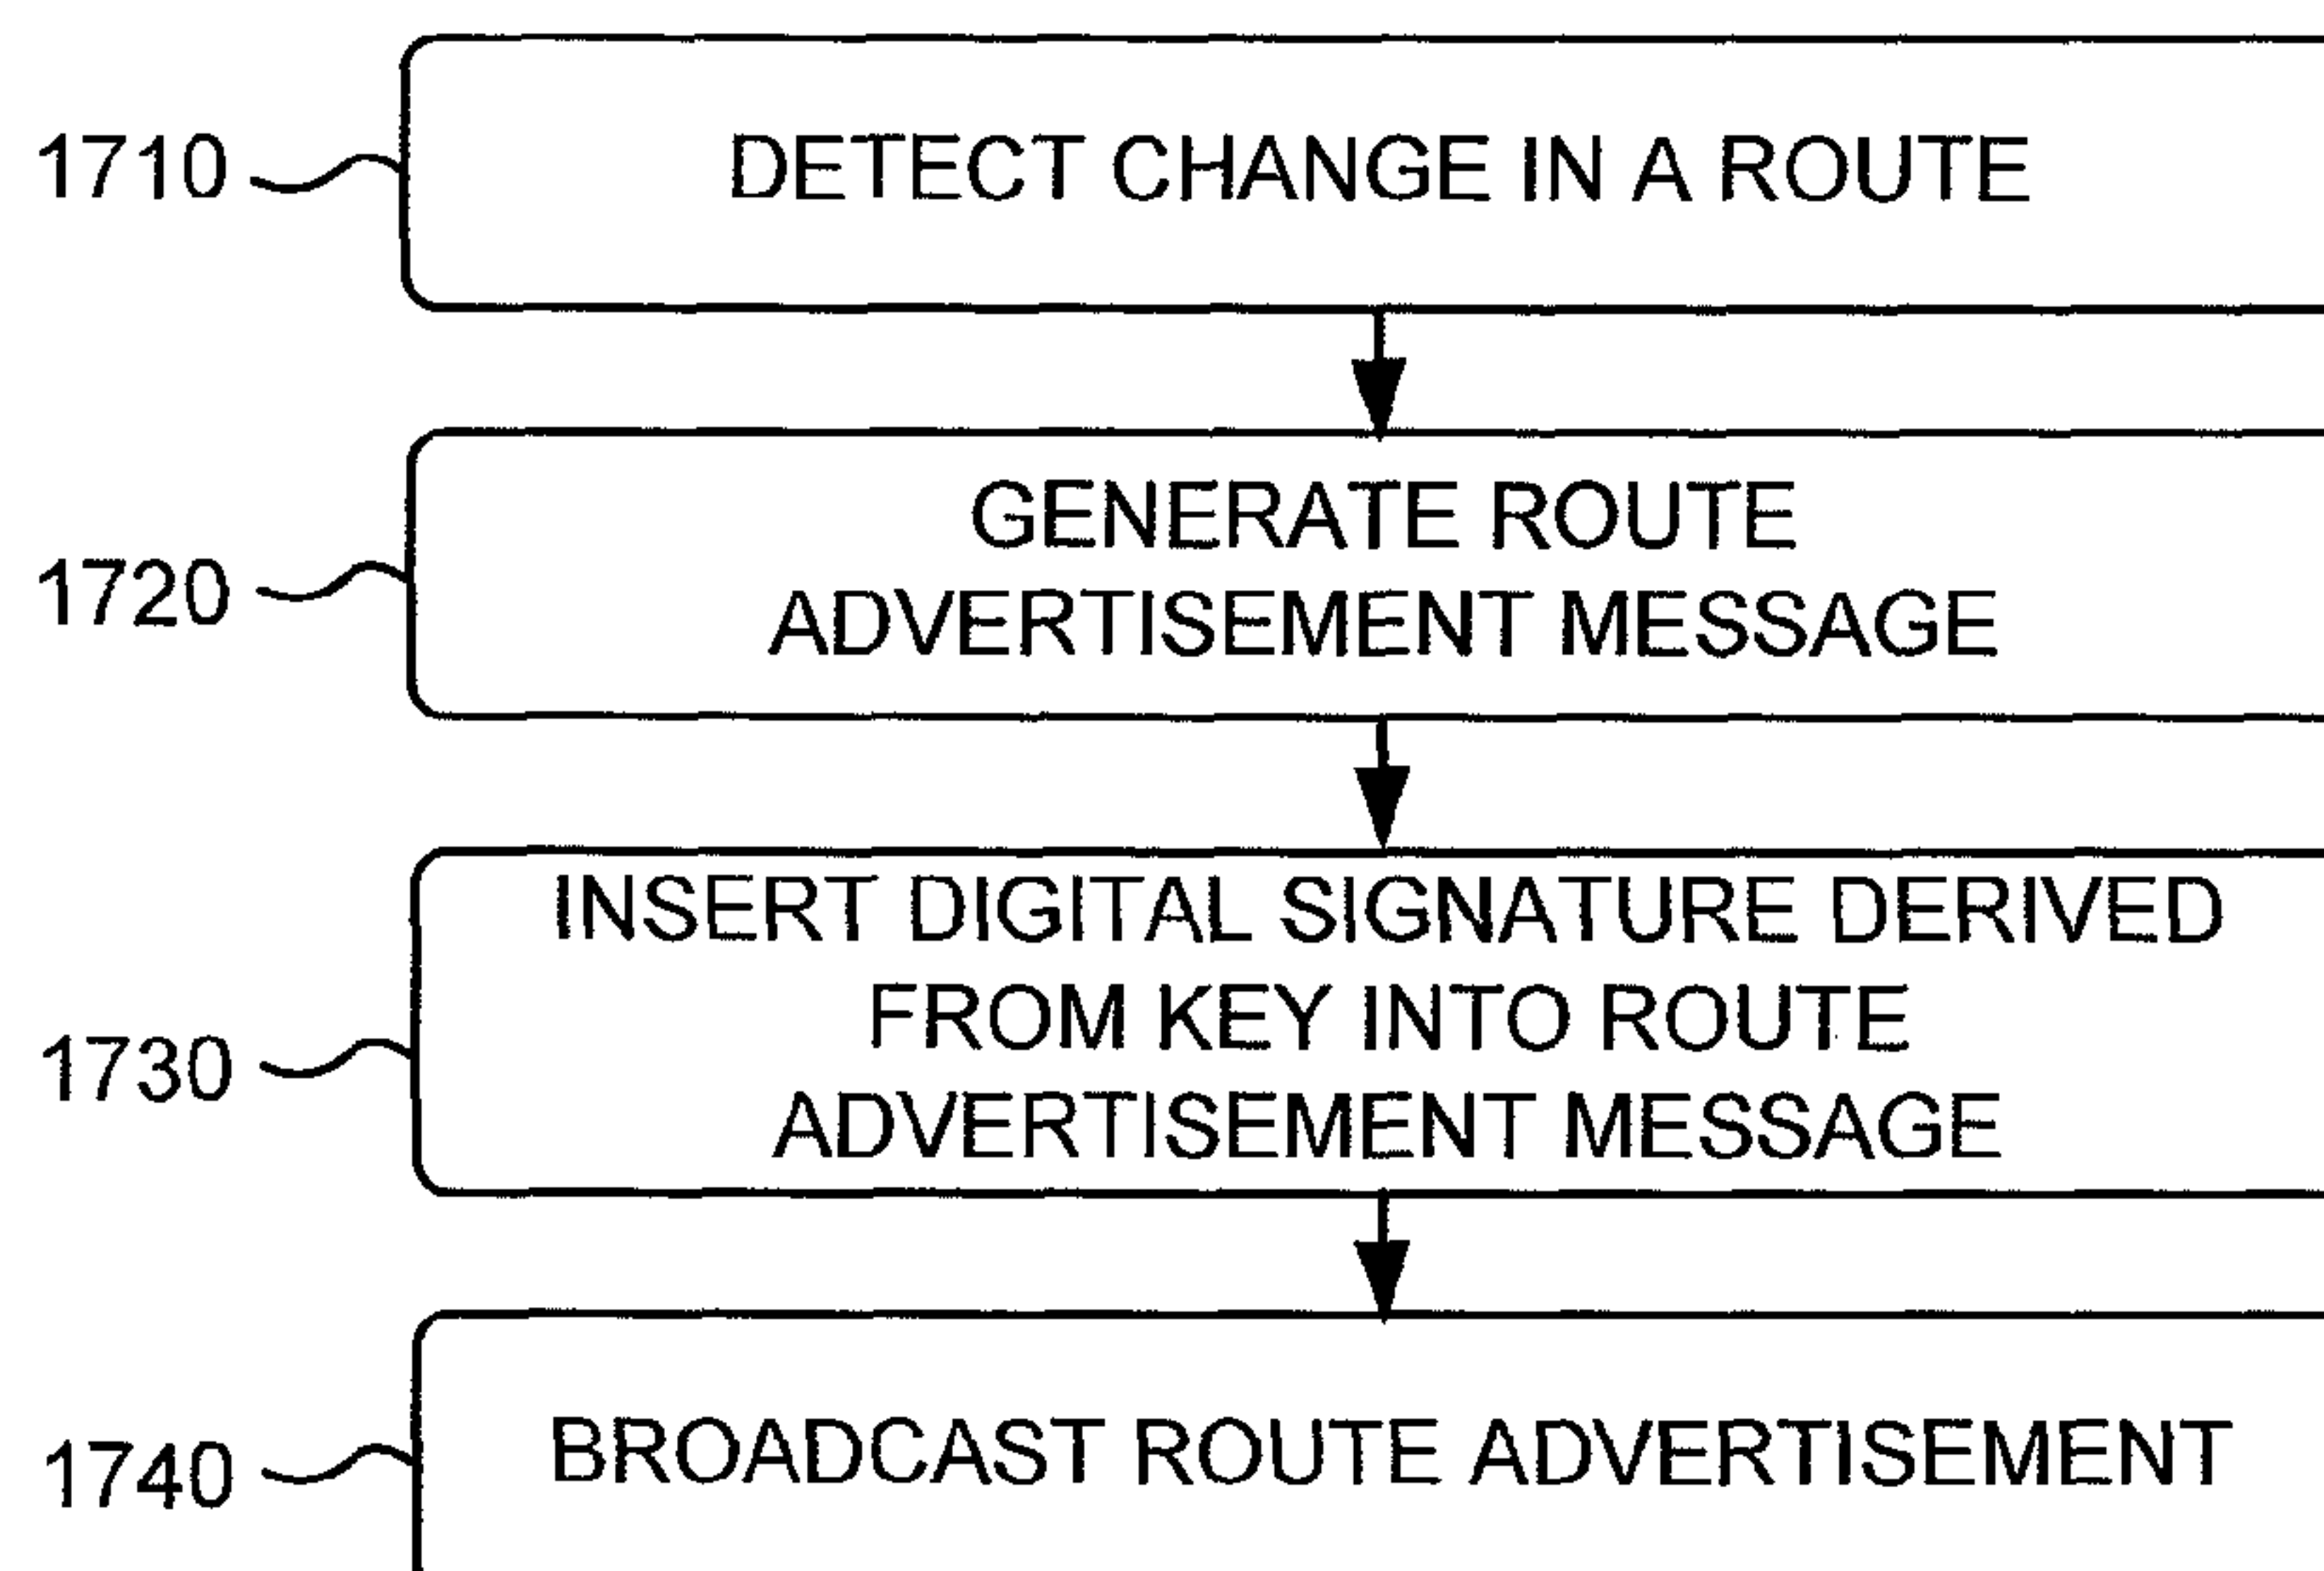 1710
DETECT CHANGE IN A ROUTE
1720
GENERATE ROUTE
ADVERTISEMENT MESSAGE
1730
INSERT DIGITAL SIGNATURE DERIVED
FROM KEY INTO ROUTE
ADVERTISEMENT MESSAGE
1740
BROADCAST ROUTE ADVERTISEMENT